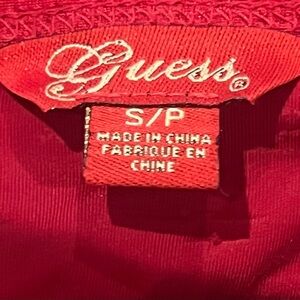 Guess®
S/P
MADE IN CHINA
FABRIQUE EN
CHINE